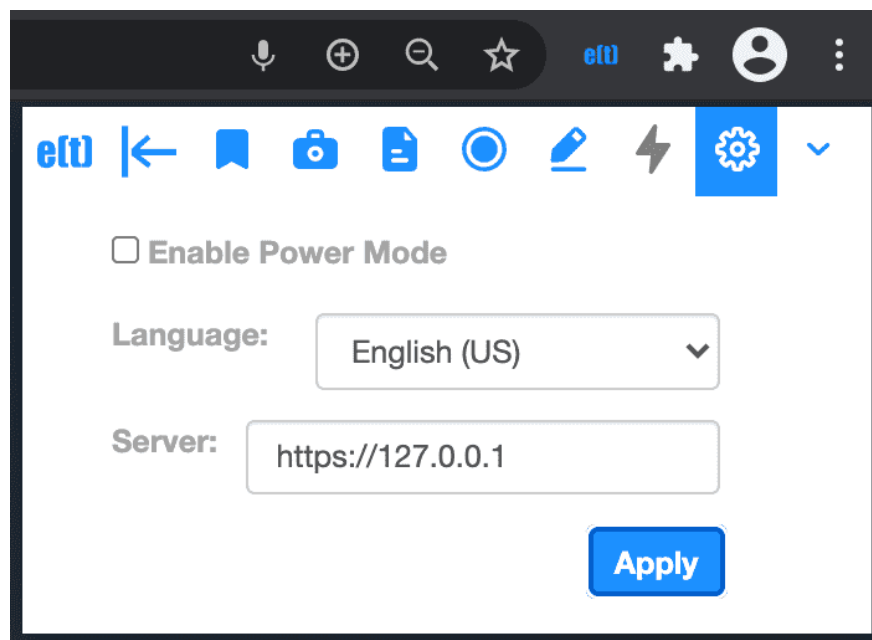 e(t)
e(t)
Enable Power Mode
Language:
English (US)
Server:
https://127.0.0.1
Apply